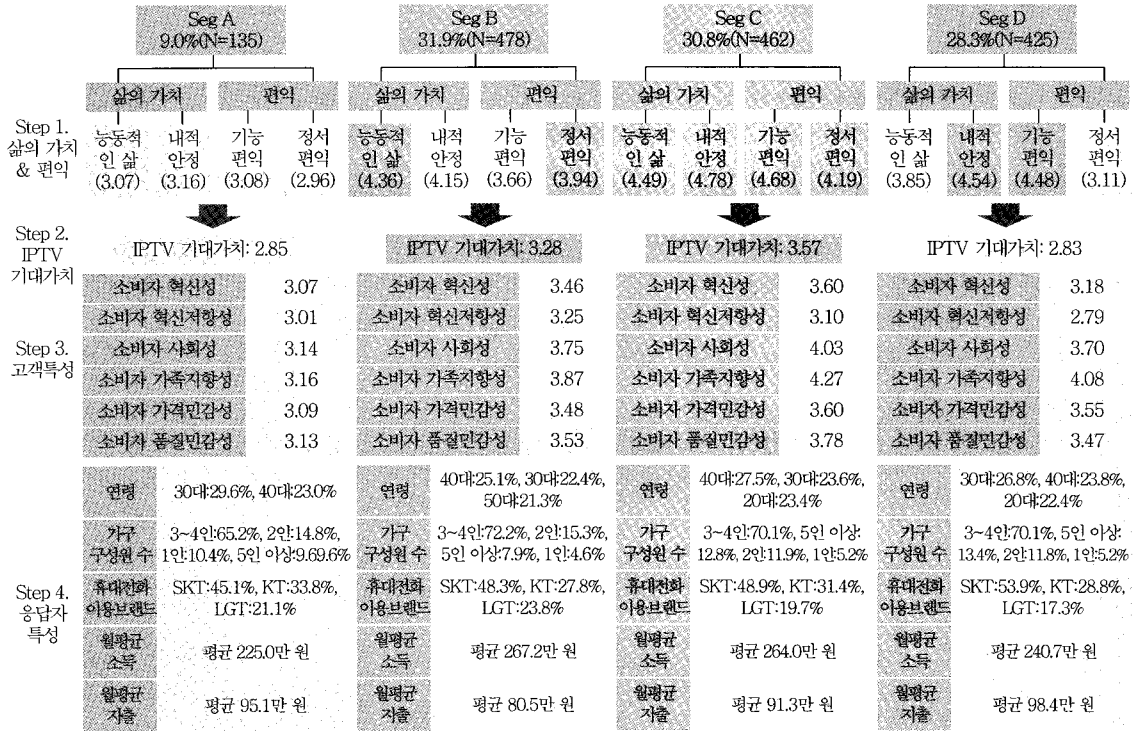 Seg A
9.0%(N=135)
Seg B
31.9%(N=478)
Seg C
30.8%(N=462)
Seg D
28.3%(N=425)
삶의 가치
편익
삶의 가치
편익
삶의 가치
편익
삶의 가치
편익
Step 1.
삶의 가치
& 편익
능동적
인 삶
(3.07)
내적
안정
(3.16)
기능
편익
(3.08)
정서
편익
(2.96)
능동적
인 삶
(4.36)
내적
안정
(4.15)
기능
편익
(3.66)
정서
편익
(3.94)
능동적
인 삶
(4.49)
내적
안정
(4.78)
기능
편익
(4.68)
정서
편익
(4.19)
능동적
인 삶
(3.85)
내적
안정
(4.54)
기능
편익
(4.48)
정서
편익
(3.11)
Step 2.
IPTV
기대가치
IPTV 기대가치: 2.85
IPTV 기대가치: 3.28
IPTV 기대가치: 3.57
IPTV 기대가치: 2.83
Step 3.
고객특성
소비자 혁신성 3.07
소비자 혁신저항성 3.01
소비자 사회성 3.14
소비자 가족지향성 3.16
소비자 가격민감성 3.09
소비자 품질민감성 3.13
소비자 혁신성 3.46
소비자 혁신저항성 3.25
소비자 사회성 3.75
소비자 가족지향성 3.87
소비자 가격민감성 3.48
소비자 품질민감성 3.53
소비자 혁신성 3.60
소비자 혁신저항성 3.10
소비자 사회성 4.03
소비자 가족지향성 4.27
소비자 가격민감성 3.60
소비자 품질민감성 3.78
소비자 혁신성 3.18
소비자 혁신저항성 2.79
소비자 사회성 3.70
소비자 가족지향성 4.08
소비자 가격민감성 3.55
소비자 품질민감성 3.47
Step 4.
응답자
특성
연령
30대:29.6%, 40대:23.0%
가구
구성원 수
3~4인:65.2%, 2인:14.8%,
1인:10.4%, 5인 이상:9.69.6%
휴대전화
이용브랜드
SKT:45.1%, KT:33.8%,
LGT:21.1%
월평균
소득
평균 225.0만 원
월평균
지출
평균 95.1만 원
연령
40대:25.1%, 30대:22.4%,
50대:21.3%
가구
구성원 수
3~4인:72.2%, 2인:15.3%,
5인 이상:7.9%, 1인:4.6%
휴대전화
이용브랜드
SKT:48.3%, KT:27.8%,
LGT:23.8%
월평균
소득
평균 267.2만 원
월평균
지출
평균 80.5만 원
연령
40대:27.5%, 30대:23.6%,
20대:23.4%
가구
구성원 수
3~4인:70.1%, 5인 이상:
12.8%, 2인:11.9%, 1인:5.2%
휴대전화
이용브랜드
SKT:48.9%, KT:31.4%,
LGT:19.7%
월평균
소득
평균 264.0만 원
월평균
지출
평균 91.3만 원
연령
30대:26.8%, 40대:23.8%,
20대:22.4%
가구
구성원 수
3~4인:70.1%, 5인 이상:
13.4%, 2인:11.8%, 1인:5.2%
휴대전화
이용브랜드
SKT:53.9%, KT:28.8%,
LGT:17.3%
월평균
소득
평균 240.7만 원
월평균
지출
평균 98.4만 원